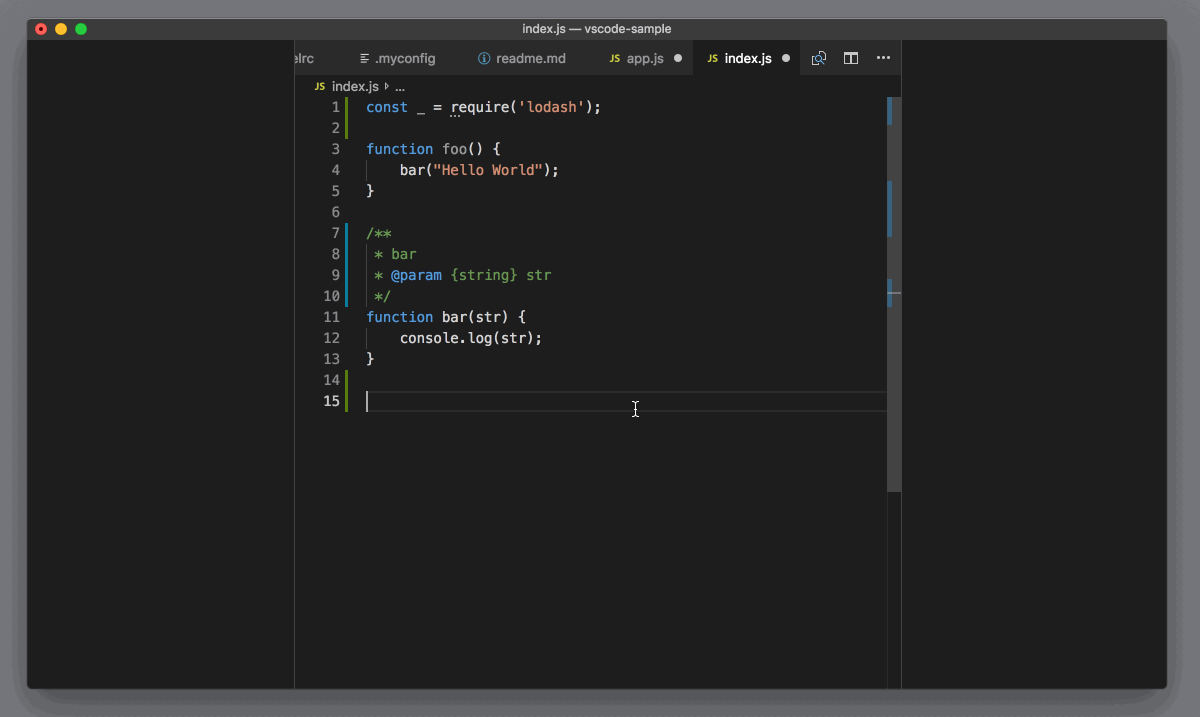 index.js — vscode-sample
elrc .myconfig readme.md JS app.js JS index.js
JS index.js ...
1 const _ = require('lodash');
2
3 function foo() {
4 bar("Hello World");
5 }
6
7 /**
8 * bar
9 * @param {string} str
10 */
11 function bar(str) {
12 console.log(str);
13 }
14
15